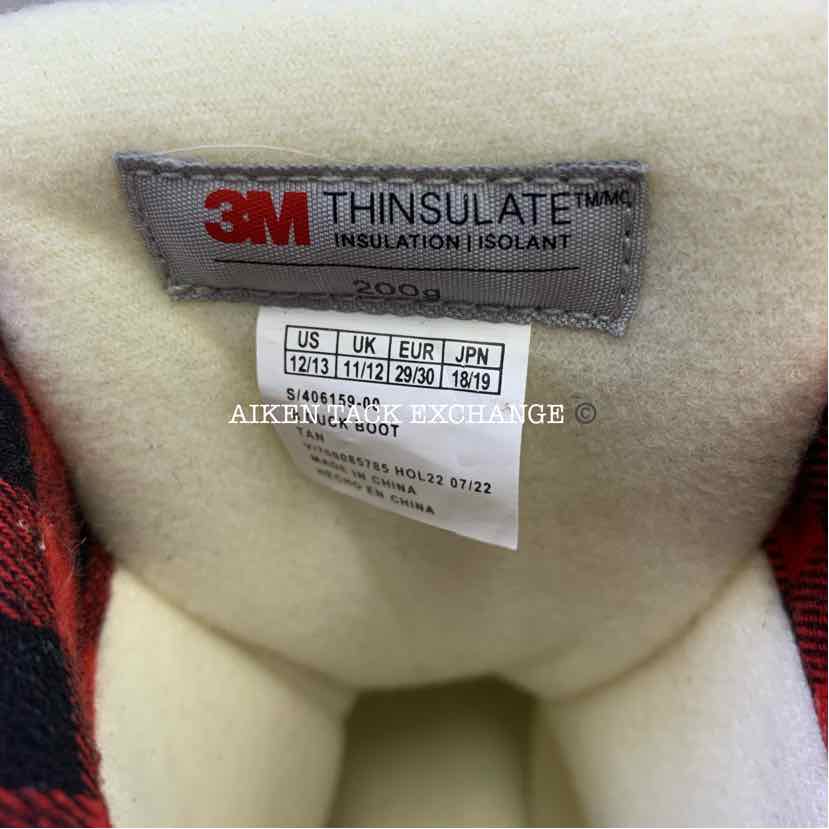 3M THINSULATE™/MC
INSULATION | ISOLANT
200g
US UK EUR JPN
12/13 11/12 29/30 18/19
S/406159-00
AIKEN TACK EXCHANGE ©
DUCK BOOT
TAN
HOL22 07/22
MADE IN CHINA
HECHO EN CHINA